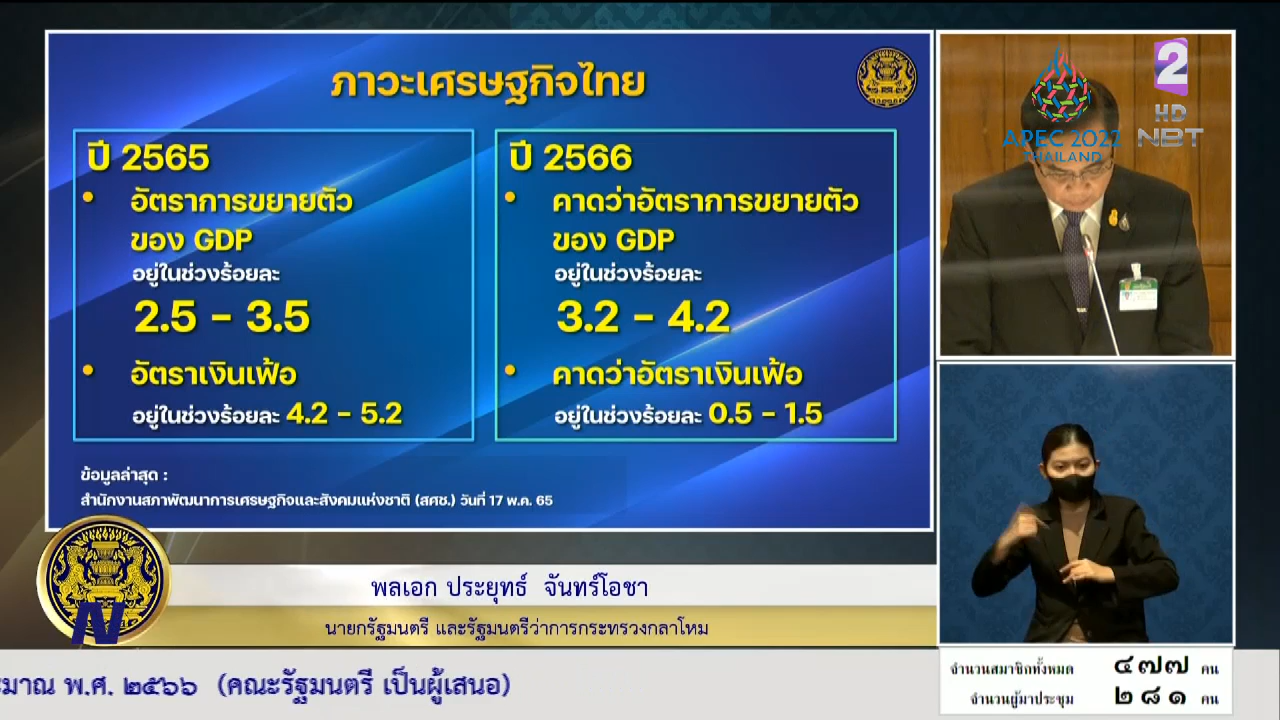 ภาวะเศรษฐกิจไทย
ปี 2565
• อัตราการขยายตัว
ของ GDP
อยู่ในช่วงร้อยละ
2.5 - 3.5
• อัตราเงินเฟ้อ
อยู่ในช่วงร้อยละ 4.2 - 5.2
ปี 2566
• คาดว่าอัตราการขยายตัว
ของ GDP
อยู่ในช่วงร้อยละ
3.2 - 4.2
• คาดว่าอัตราเงินเฟ้อ
อยู่ในช่วงร้อยละ 0.5 - 1.5
ข้อมูลล่าสุด :
สำนักงานสภาพัฒนาการเศรษฐกิจและสังคมแห่งชาติ (สศช.) วันที่ 17 พ.ค. 65
2
HD
NBT
APEC 2022
THAILAND
N
พลเอก ประยุทธ์ จันทร์โอชา
นายกรัฐมนตรี และรัฐมนตรีว่าการกระทรวงกลาโหม
มาณ พ.ศ. ๒๕๖๖ (คณะรัฐมนตรี เป็นผู้เสนอ)
จำนวนสมาชิกทั้งหมด ๔๗๗ คน
จำนวนผู้มาประชุม ๒๘๑ คน